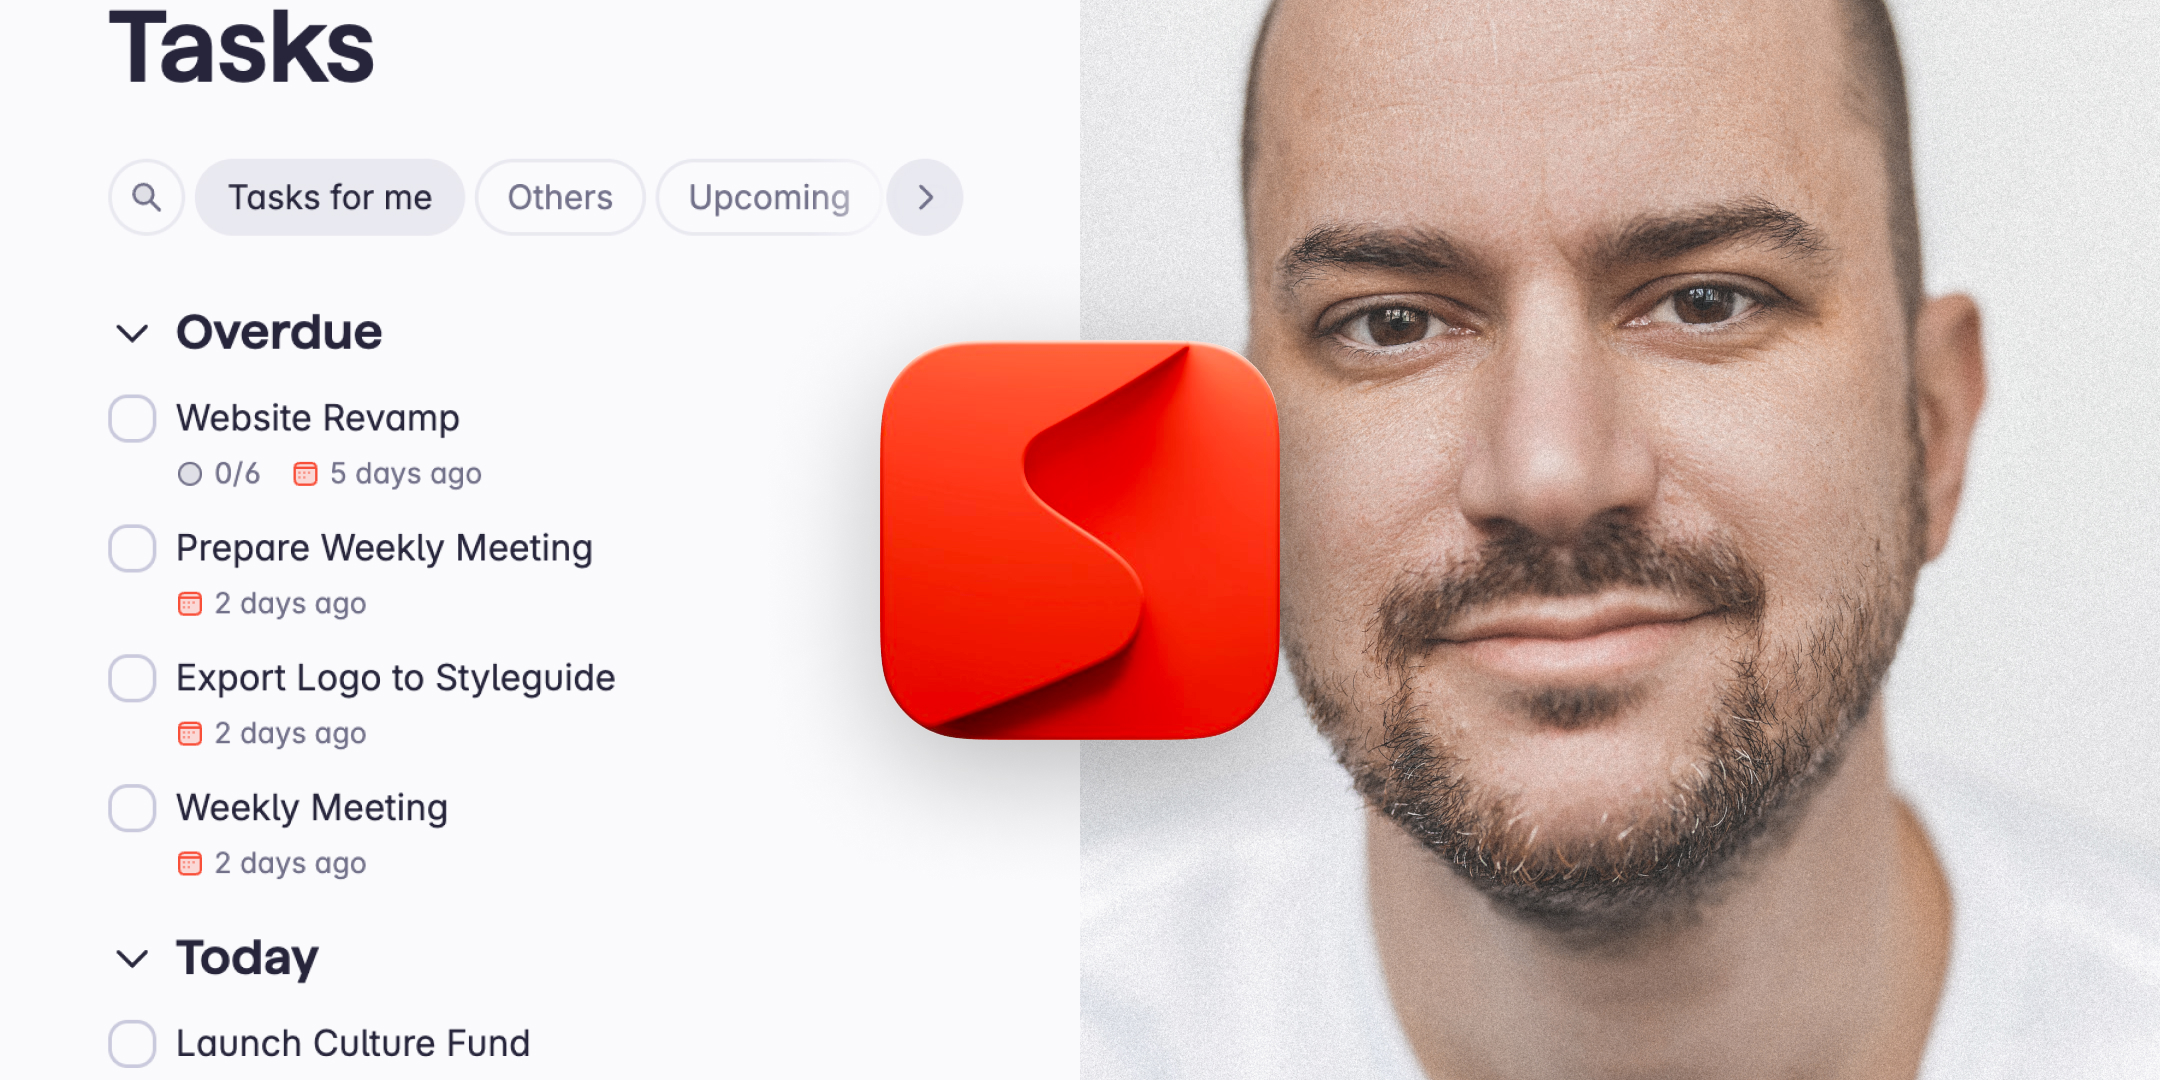 Tasks
Tasks for me Others Upcoming
Overdue
Website Revamp
0/6 5 days ago
Prepare Weekly Meeting
2 days ago
Export Logo to Styleguide
2 days ago
Weekly Meeting
2 days ago
Today
Launch Culture Fund